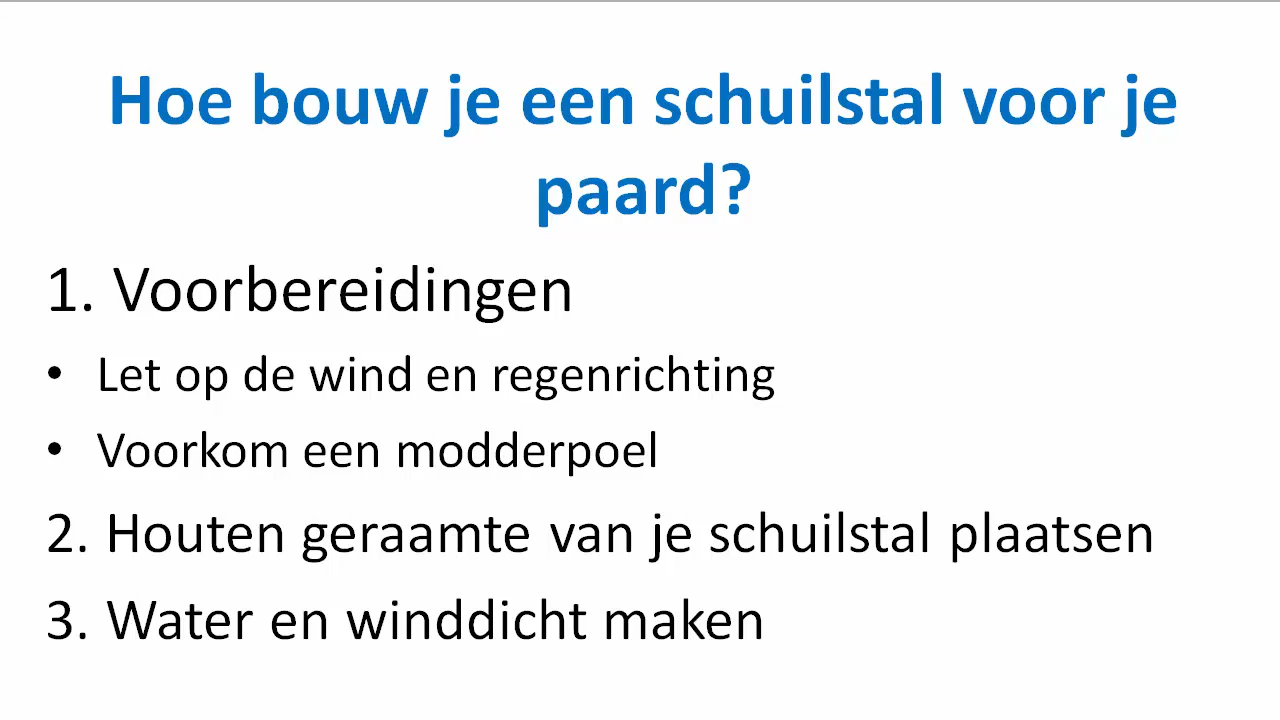 Hoe bouw je een schuilstal voor je
paard?
1. Voorbereidingen
• Let op de wind en regenrichting
• Voorkom een modderpoel
2. Houten geraamte van je schuilstal plaatsen
3. Water en winddicht maken